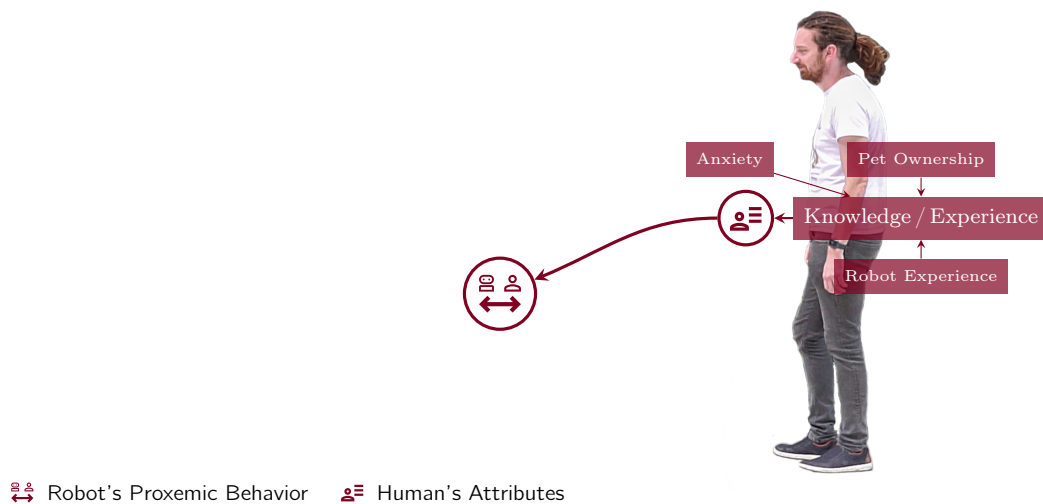 Anxiety
Pet Ownership
Knowledge / Experience
Robot Experience
Robot's Proxemic Behavior
Human's Attributes